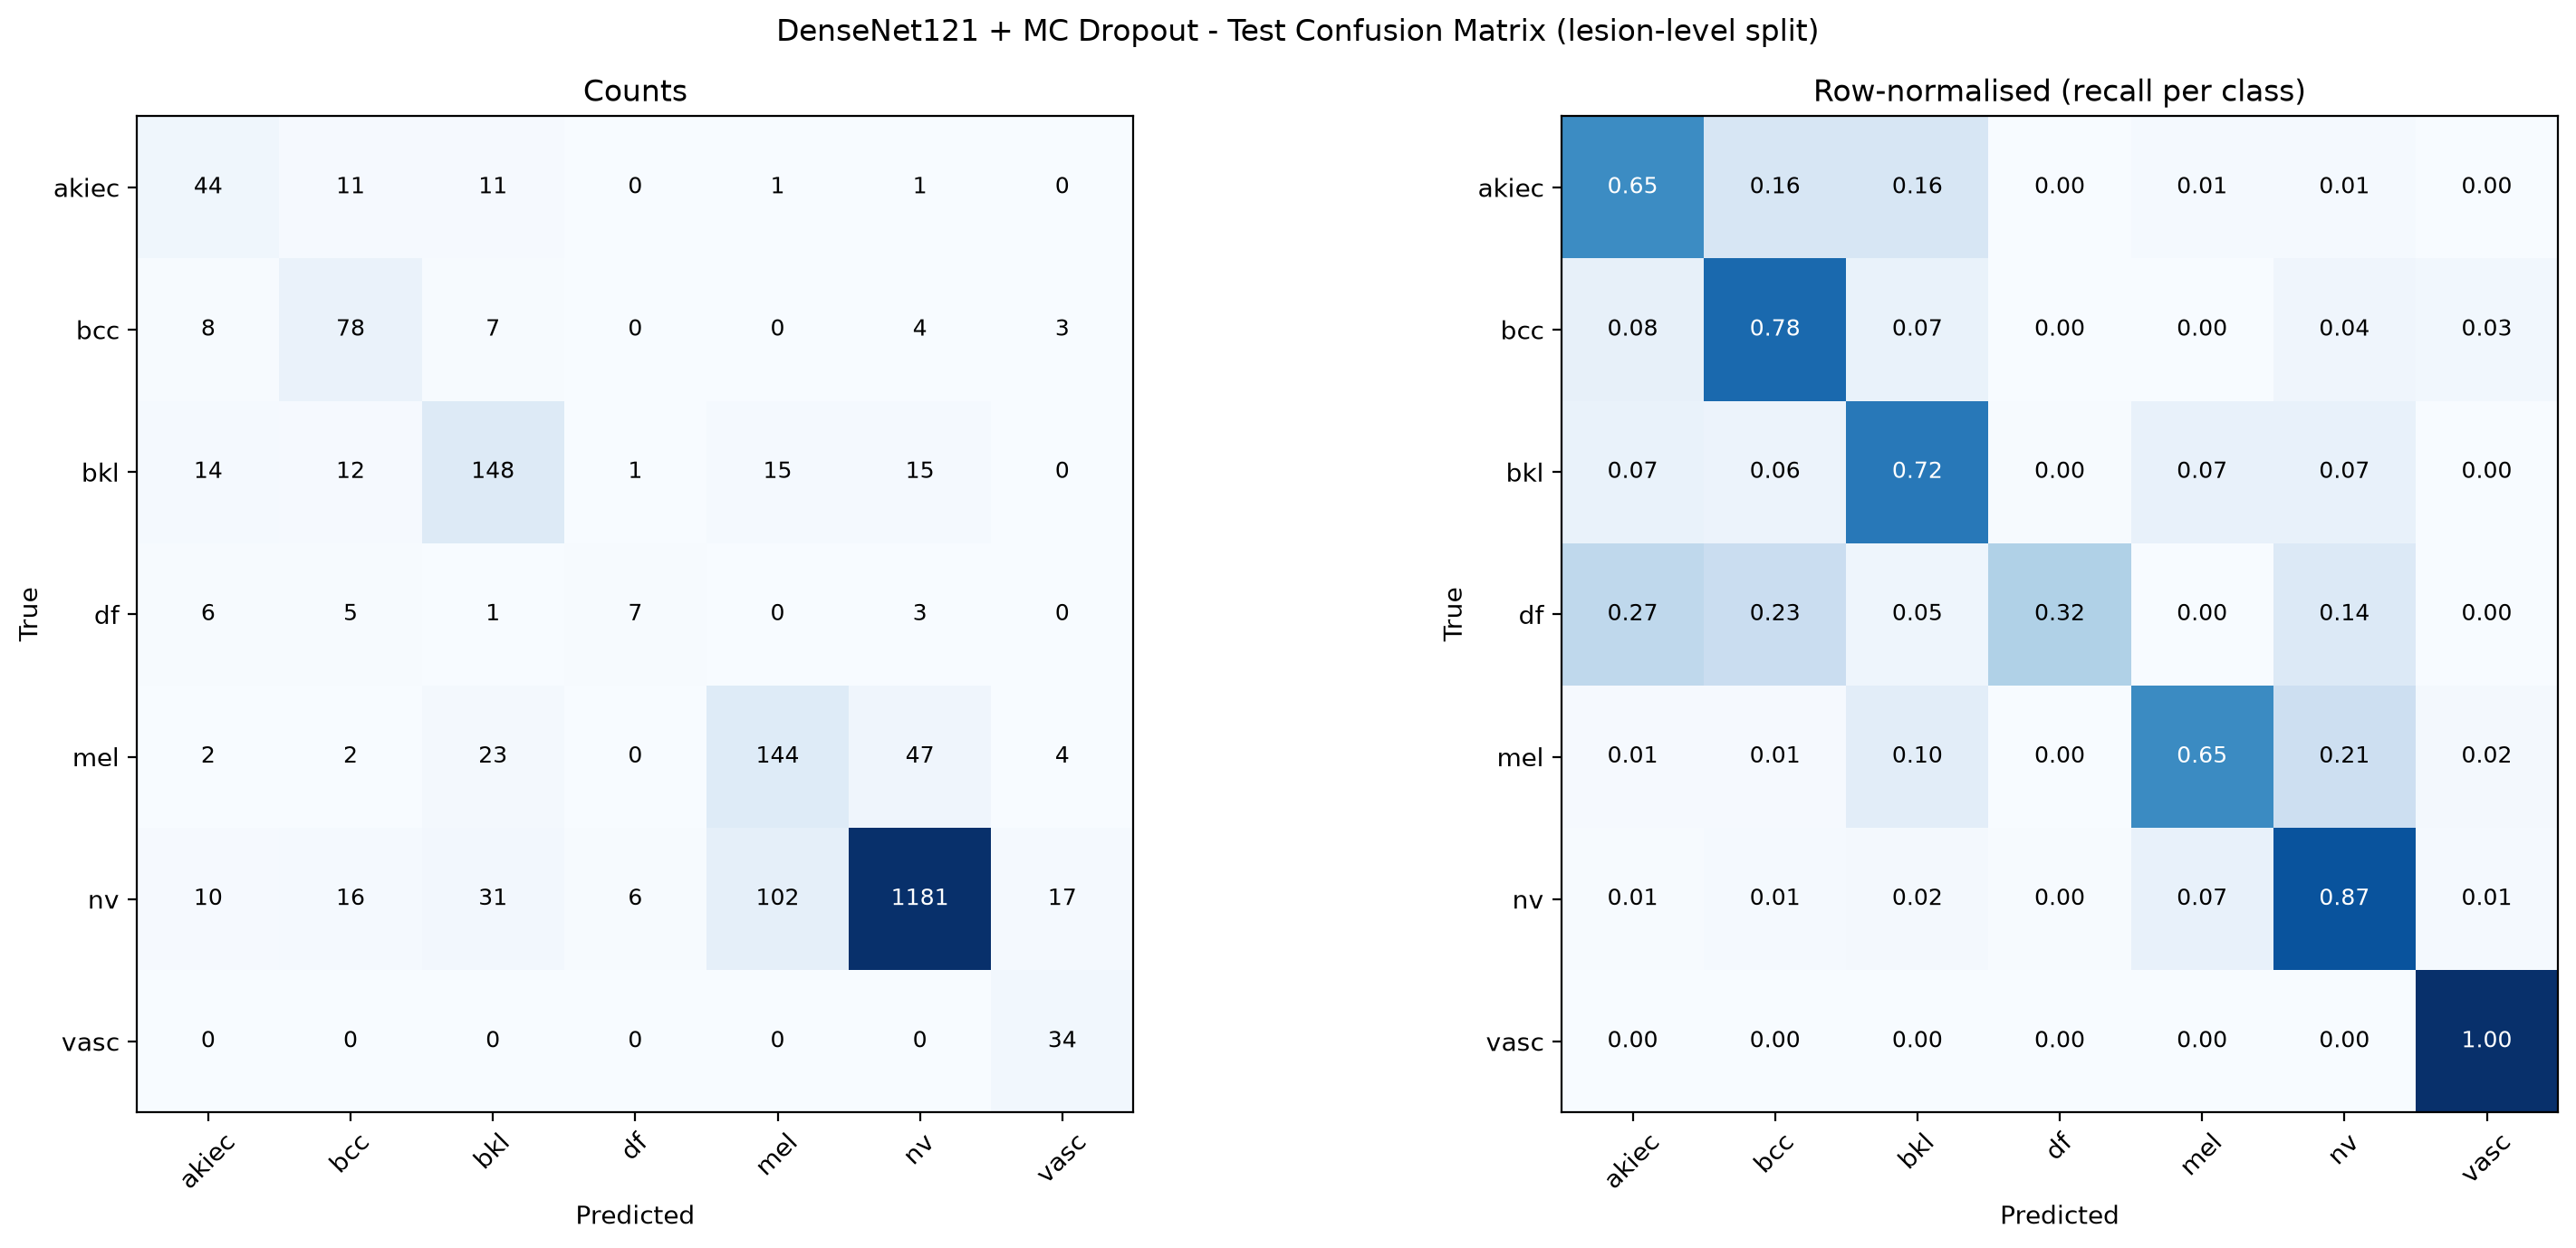 DenseNet121 + MC Dropout - Test Confusion Matrix (lesion-level split)
Counts
True
akiec 44 11 11 0 1 1 0
bcc 8 78 7 0 0 4 3
bkl 14 12 148 1 15 15 0
df 6 5 1 7 0 3 0
mel 2 2 23 0 144 47 4
nv 10 16 31 6 102 1181 17
vasc 0 0 0 0 0 0 34
akiec bcc bkl df mel nv vasc
Predicted
Row-normalised (recall per class)
True
akiec 0.65 0.16 0.16 0.00 0.01 0.01 0.00
bcc 0.08 0.78 0.07 0.00 0.00 0.04 0.03
bkl 0.07 0.06 0.72 0.00 0.07 0.07 0.00
df 0.27 0.23 0.05 0.32 0.00 0.14 0.00
mel 0.01 0.01 0.10 0.00 0.65 0.21 0.02
nv 0.01 0.01 0.02 0.00 0.07 0.87 0.01
vasc 0.00 0.00 0.00 0.00 0.00 0.00 1.00
akiec bcc bkl df mel nv vasc
Predicted